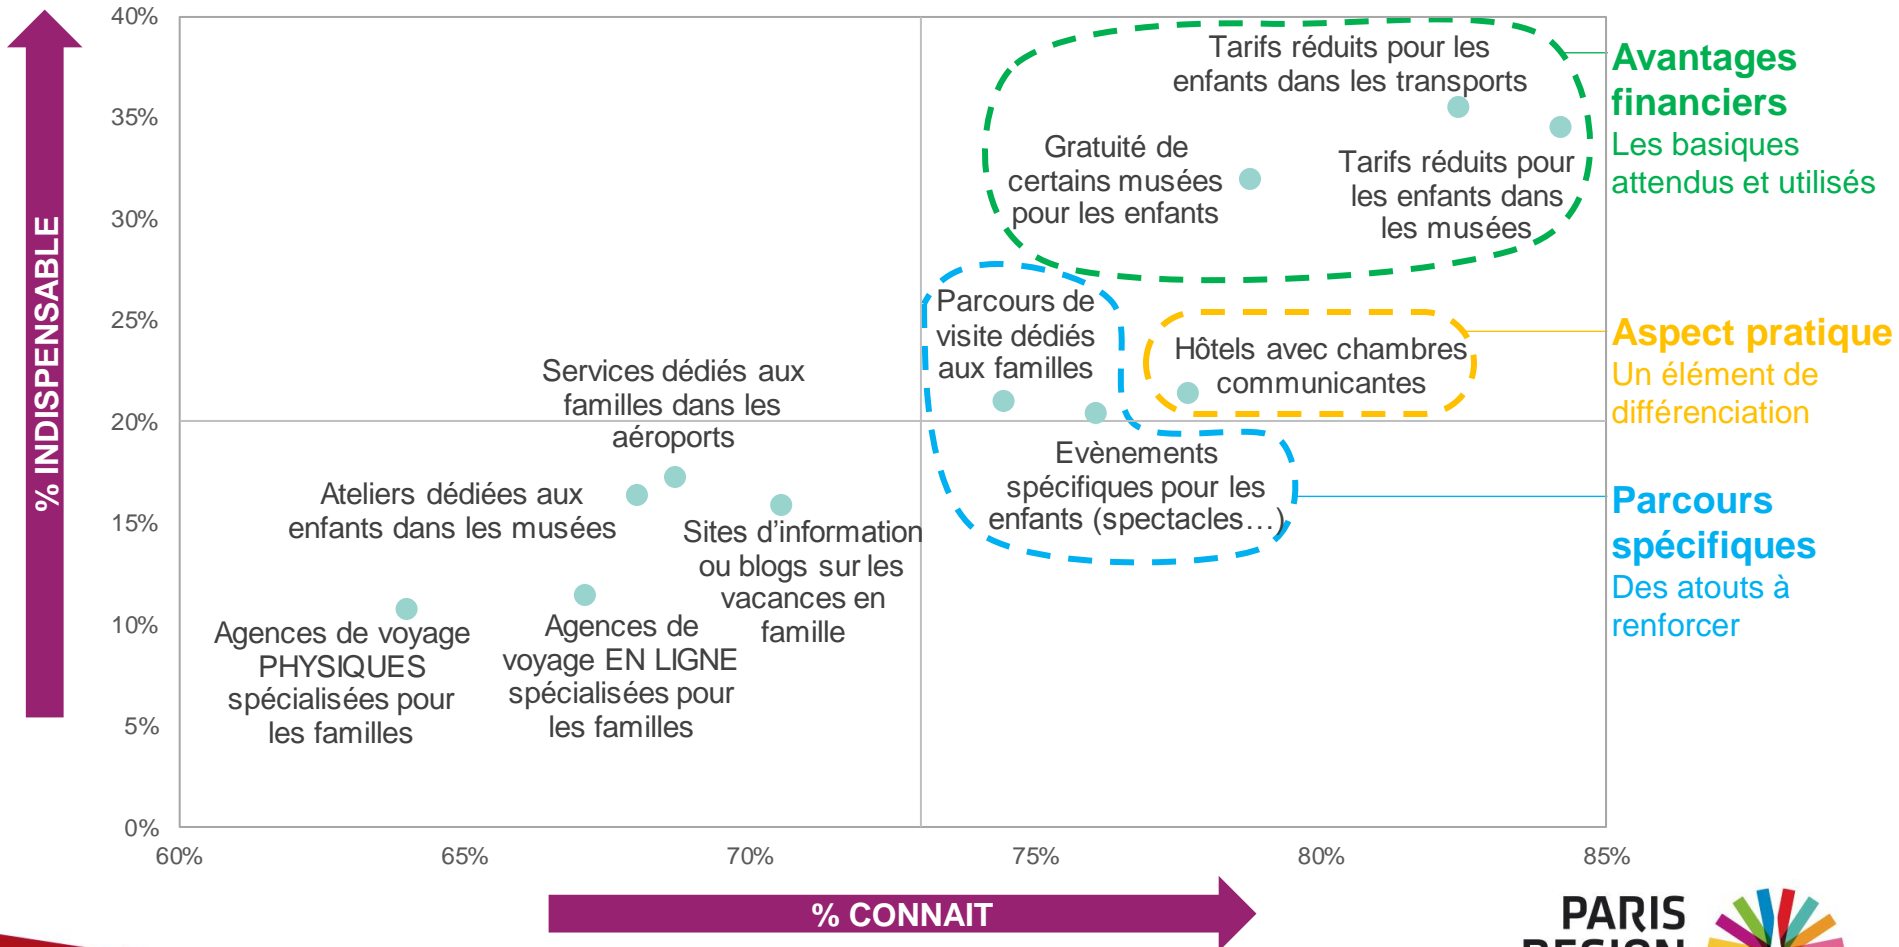 40%
35%
30%
25%
20%
15%
10%
5%
0%
% INDISPENSABLE
Tarifs réduits pour les
enfants dans les transports
Gratuité de
certains musées
pour les enfants
Tarifs réduits pour
les enfants dans
les musées
Parcours de
visite dédiés
aux familles
Hôtels avec chambres
communicantes
Services dédiés aux
familles dans les
aéroports
Evènements
spécifiques pour les
enfants (spectacles…)
Ateliers dédiées aux
enfants dans les musées
Sites d’information
ou blogs sur les
vacances en
famille
Agences de voyage
PHYSIQUES
spécialisées pour
les familles
Agences de
voyage EN LIGNE
spécialisées pour
les familles
Avantages
financiers
Les basiques
attendus et utilisés
Aspect pratique
Un élément de
différenciation
Parcours
spécifiques
Des atouts à
renforcer
60%
65%
70%
75%
80%
85%
% CONNAIT
PARIS
REGION